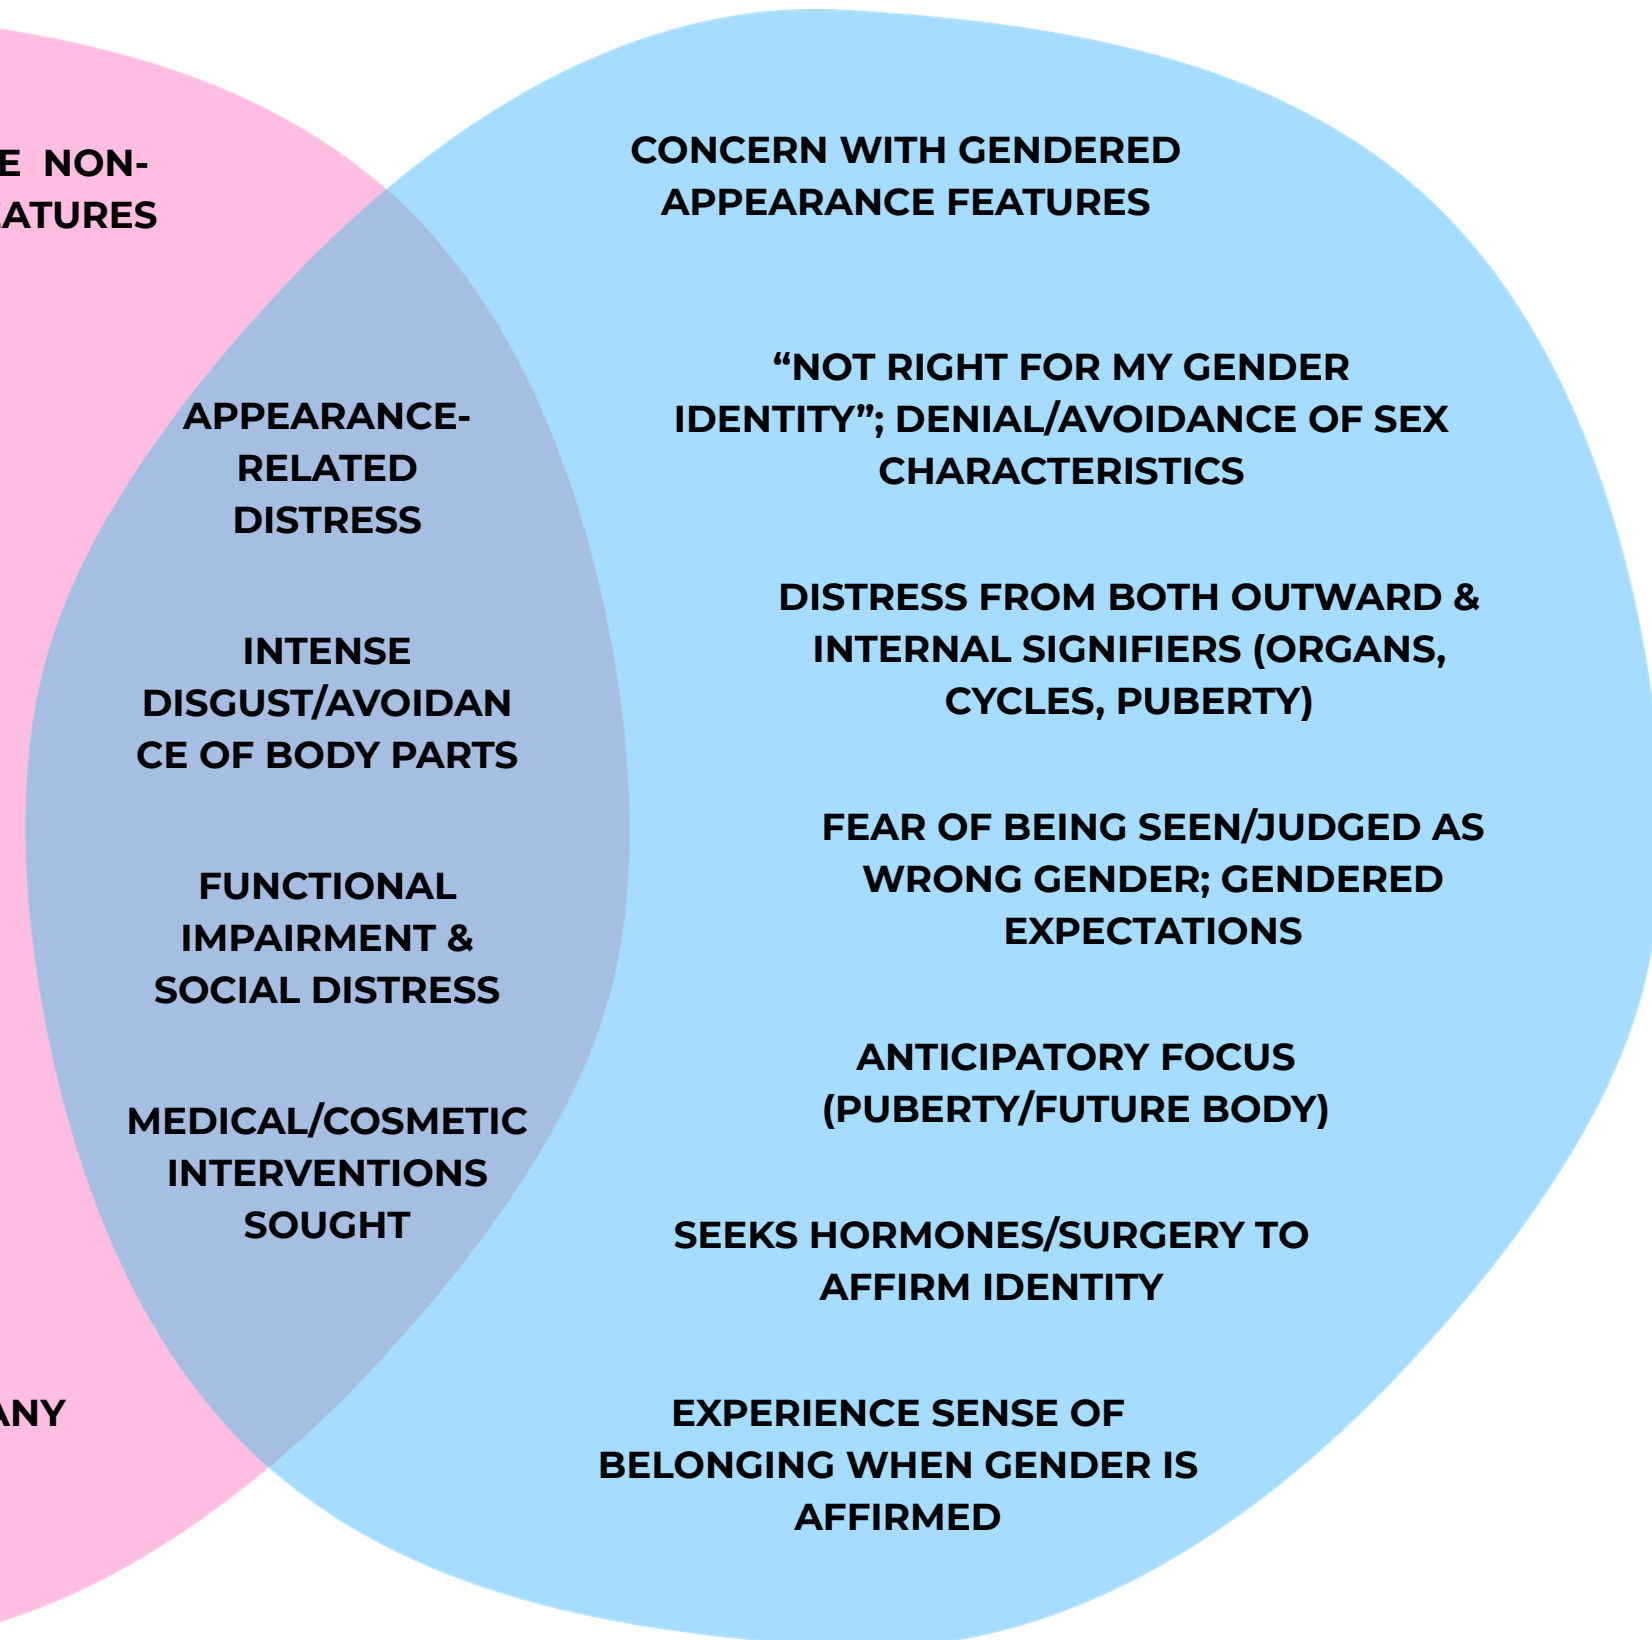 E NON-
EATURES
ANY
APPEARANCE-
RELATED
DISTRESS
INTENSE
DISGUST/AVOIDAN
CE OF BODY PARTS
FUNCTIONAL
IMPAIRMENT &
SOCIAL DISTRESS
MEDICAL/COSMETIC
INTERVENTIONS
SOUGHT
CONCERN WITH GENDERED
APPEARANCE FEATURES
“NOT RIGHT FOR MY GENDER
IDENTITY”; DENIAL/AVOIDANCE OF SEX
CHARACTERISTICS
DISTRESS FROM BOTH OUTWARD &
INTERNAL SIGNIFIERS (ORGANS,
CYCLES, PUBERTY)
FEAR OF BEING SEEN/JUDGED AS
WRONG GENDER; GENDERED
EXPECTATIONS
ANTICIPATORY FOCUS
(PUBERTY/FUTURE BODY)
SEEKS HORMONES/SURGERY TO
AFFIRM IDENTITY
EXPERIENCE SENSE OF
BELONGING WHEN GENDER IS
AFFIRMED